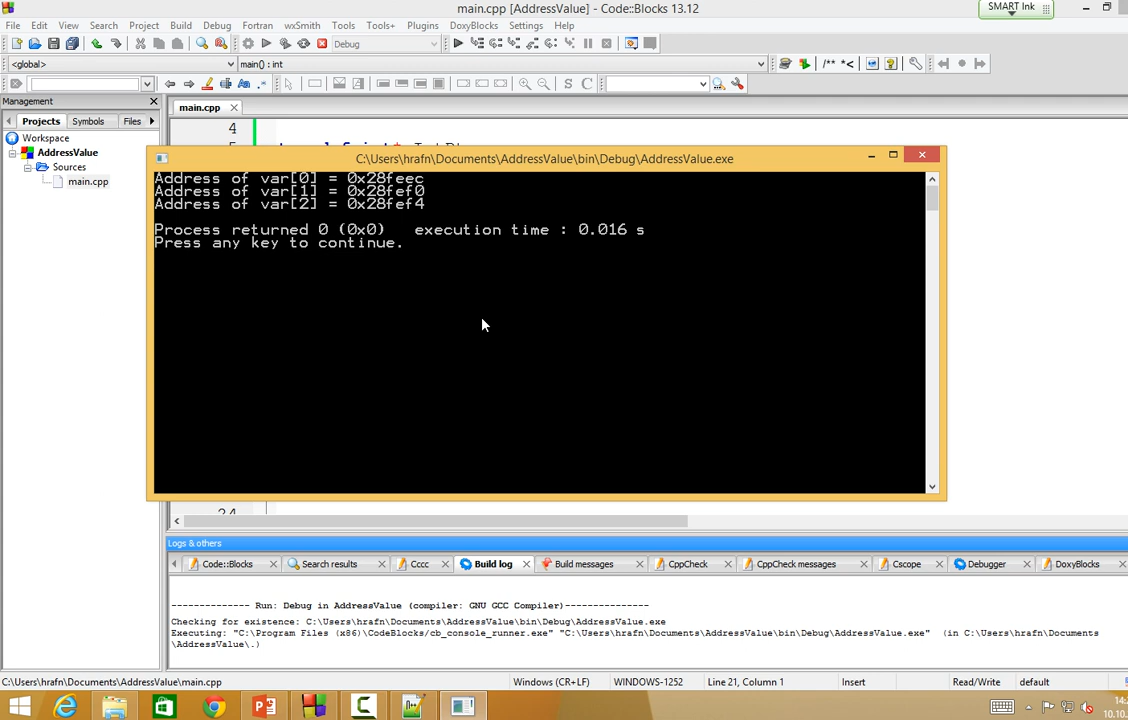 main.cpp [AddressValue] - Code::Blocks 13.12
SMART Ink
File Edit View Search Project Build Debug Fortran wxSmith Tools Tools+ Plugins DoxyBlocks Settings Help
Debug
<global> main() : int
/** *<
S C
Management
main.cpp
Projects Symbols Files
4
Workspace
AddressValue
Sources
main.cpp
C:\Users\hrafn\Documents\AddressValue\bin\Debug\AddressValue.exe
Address of var[0] = 0x28feec
Address of var[1] = 0x28fef0
Address of var[2] = 0x28fef4
Process returned 0 (0x0) execution time : 0.016 s
Press any key to continue.
24
Logs & others
Code::Blocks Search results Cccc Build log Build messages CppCheck CppCheck messages Cscope Debugger DoxyBlocks
-------------- Run: Debug in AddressValue (compiler: GNU GCC Compiler)---------------
Checking for existence: C:\Users\hrafn\Documents\AddressValue\bin\Debug\AddressValue.exe
Executing: "C:\Program Files (x86)\CodeBlocks/cb_console_runner.exe" "C:\Users\hrafn\Documents\AddressValue\bin\Debug\AddressValue.exe" (in C:\Users\hrafn\Documents
\AddressValue\.)
C:\Users\hrafn\Documents\AddressValue\main.cpp Windows (CR+LF) WINDOWS-1252 Line 21, Column 1 Insert Read/Write default
14:
10.10.